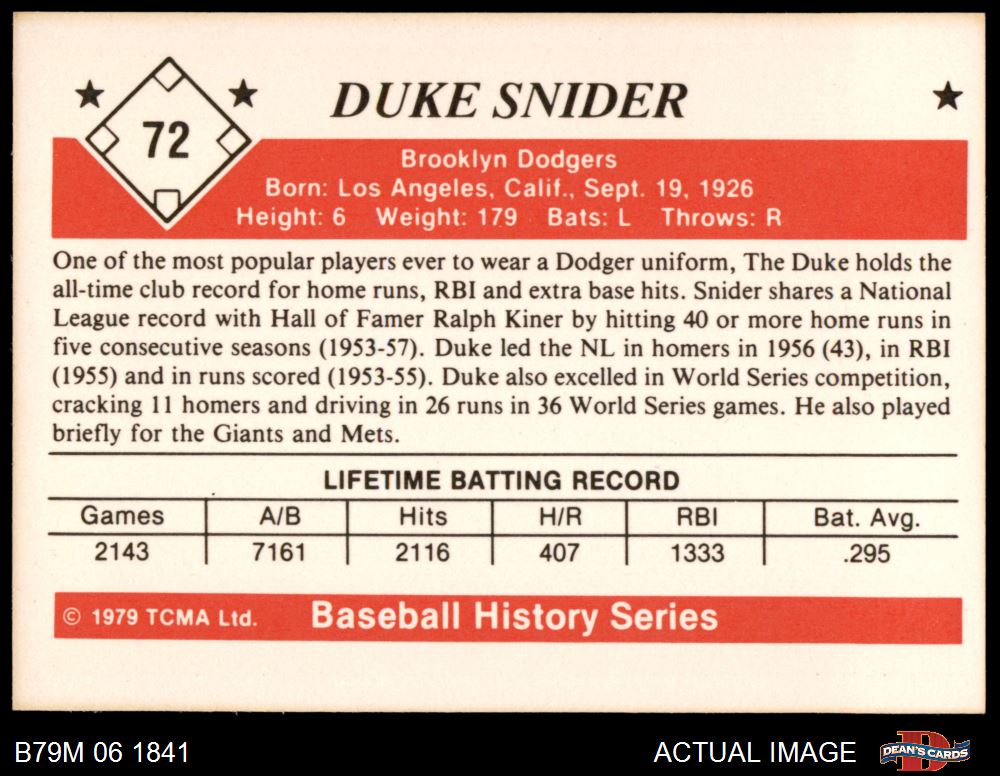 72
DUKE SNIDER
Brooklyn Dodgers
Born: Los Angeles, Calif., Sept. 19, 1926
Height: 6 Weight: 179 Bats: L Throws: R
One of the most popular players ever to wear a Dodger uniform, The Duke holds the
all-time club record for home runs, RBI and extra base hits. Snider shares a National
League record with Hall of Famer Ralph Kiner by hitting 40 or more home runs in
five consecutive seasons (1953-57). Duke led the NL in homers in 1956 (43), in RBI
(1955) and in runs scored (1953-55). Duke also excelled in World Series competition,
cracking 11 homers and driving in 26 runs in 36 World Series games. He also played
briefly for the Giants and Mets.
LIFETIME BATTING RECORD
Games A/B Hits H/R RBI Bat. Avg.
2143 7161 2116 407 1333 .295
© 1979 TCMA Ltd. Baseball History Series
B79M 06 1841 ACTUAL IMAGE DEAN'S CARDS